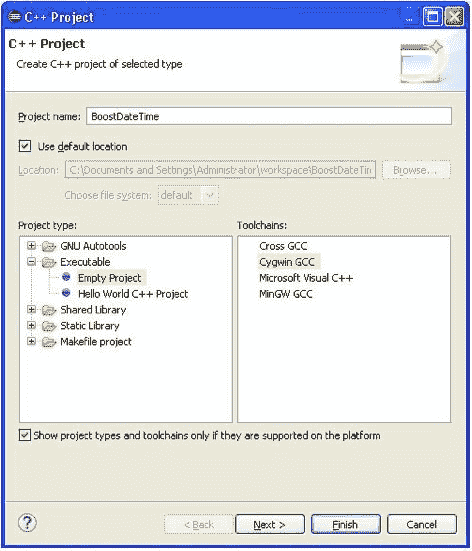 C++ Project
C++ Project
Create C++ project of selected type
Project name: BoostDateTime
Use default location
Location: C:\Documents and Settings\Administrator\workspace\BoostDateTin Browse...
Choose file system: default
Project type:
GNU Autotools
Executable
Empty Project
Hello World C++ Project
Shared Library
Static Library
Makefile project
Toolchains:
Cross GCC
Cygwin GCC
Microsoft Visual C++
MinGW GCC
Show project types and toolchains only if they are supported on the platform
?
< Back Next > Finish Cancel